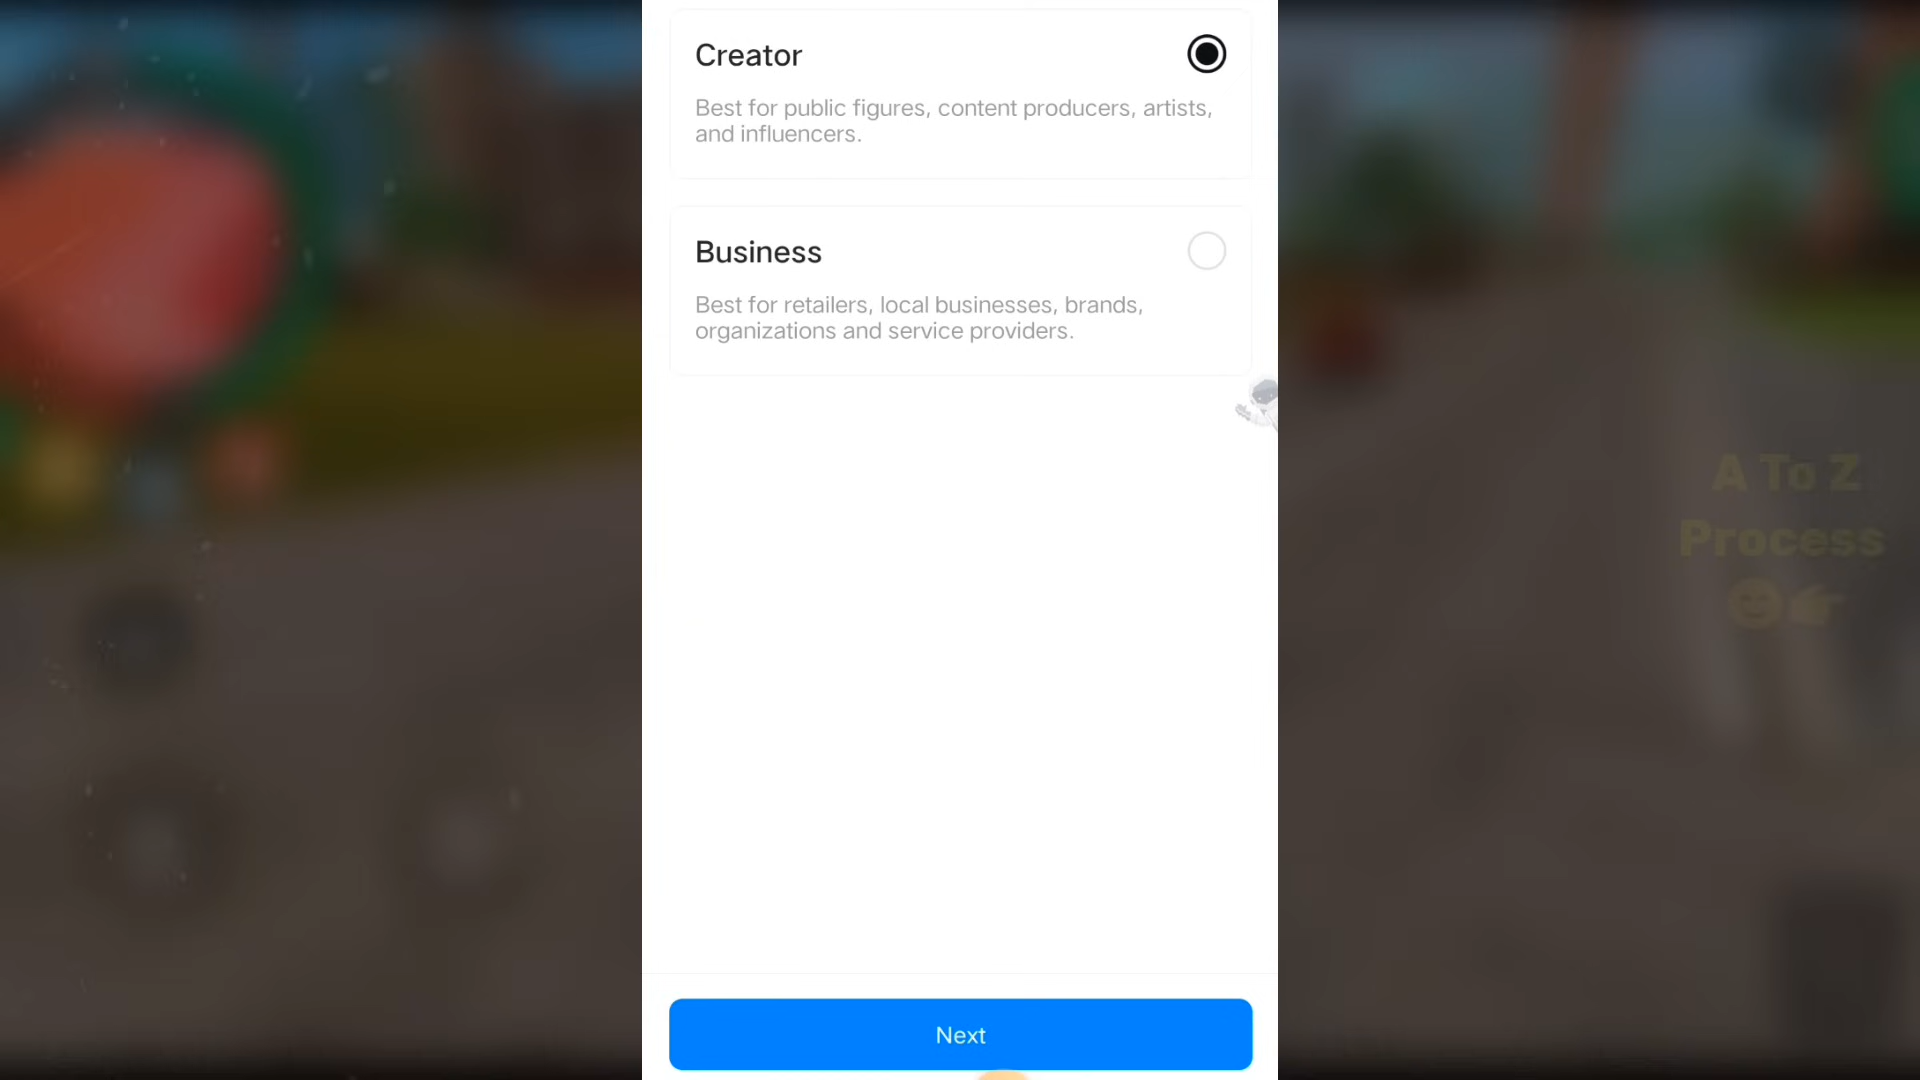 Creator
Best for public figures, content producers, artists,
and influencers.
Business
Best for retailers, local businesses, brands,
organizations and service providers.
A To Z
Process
😊👉
Next